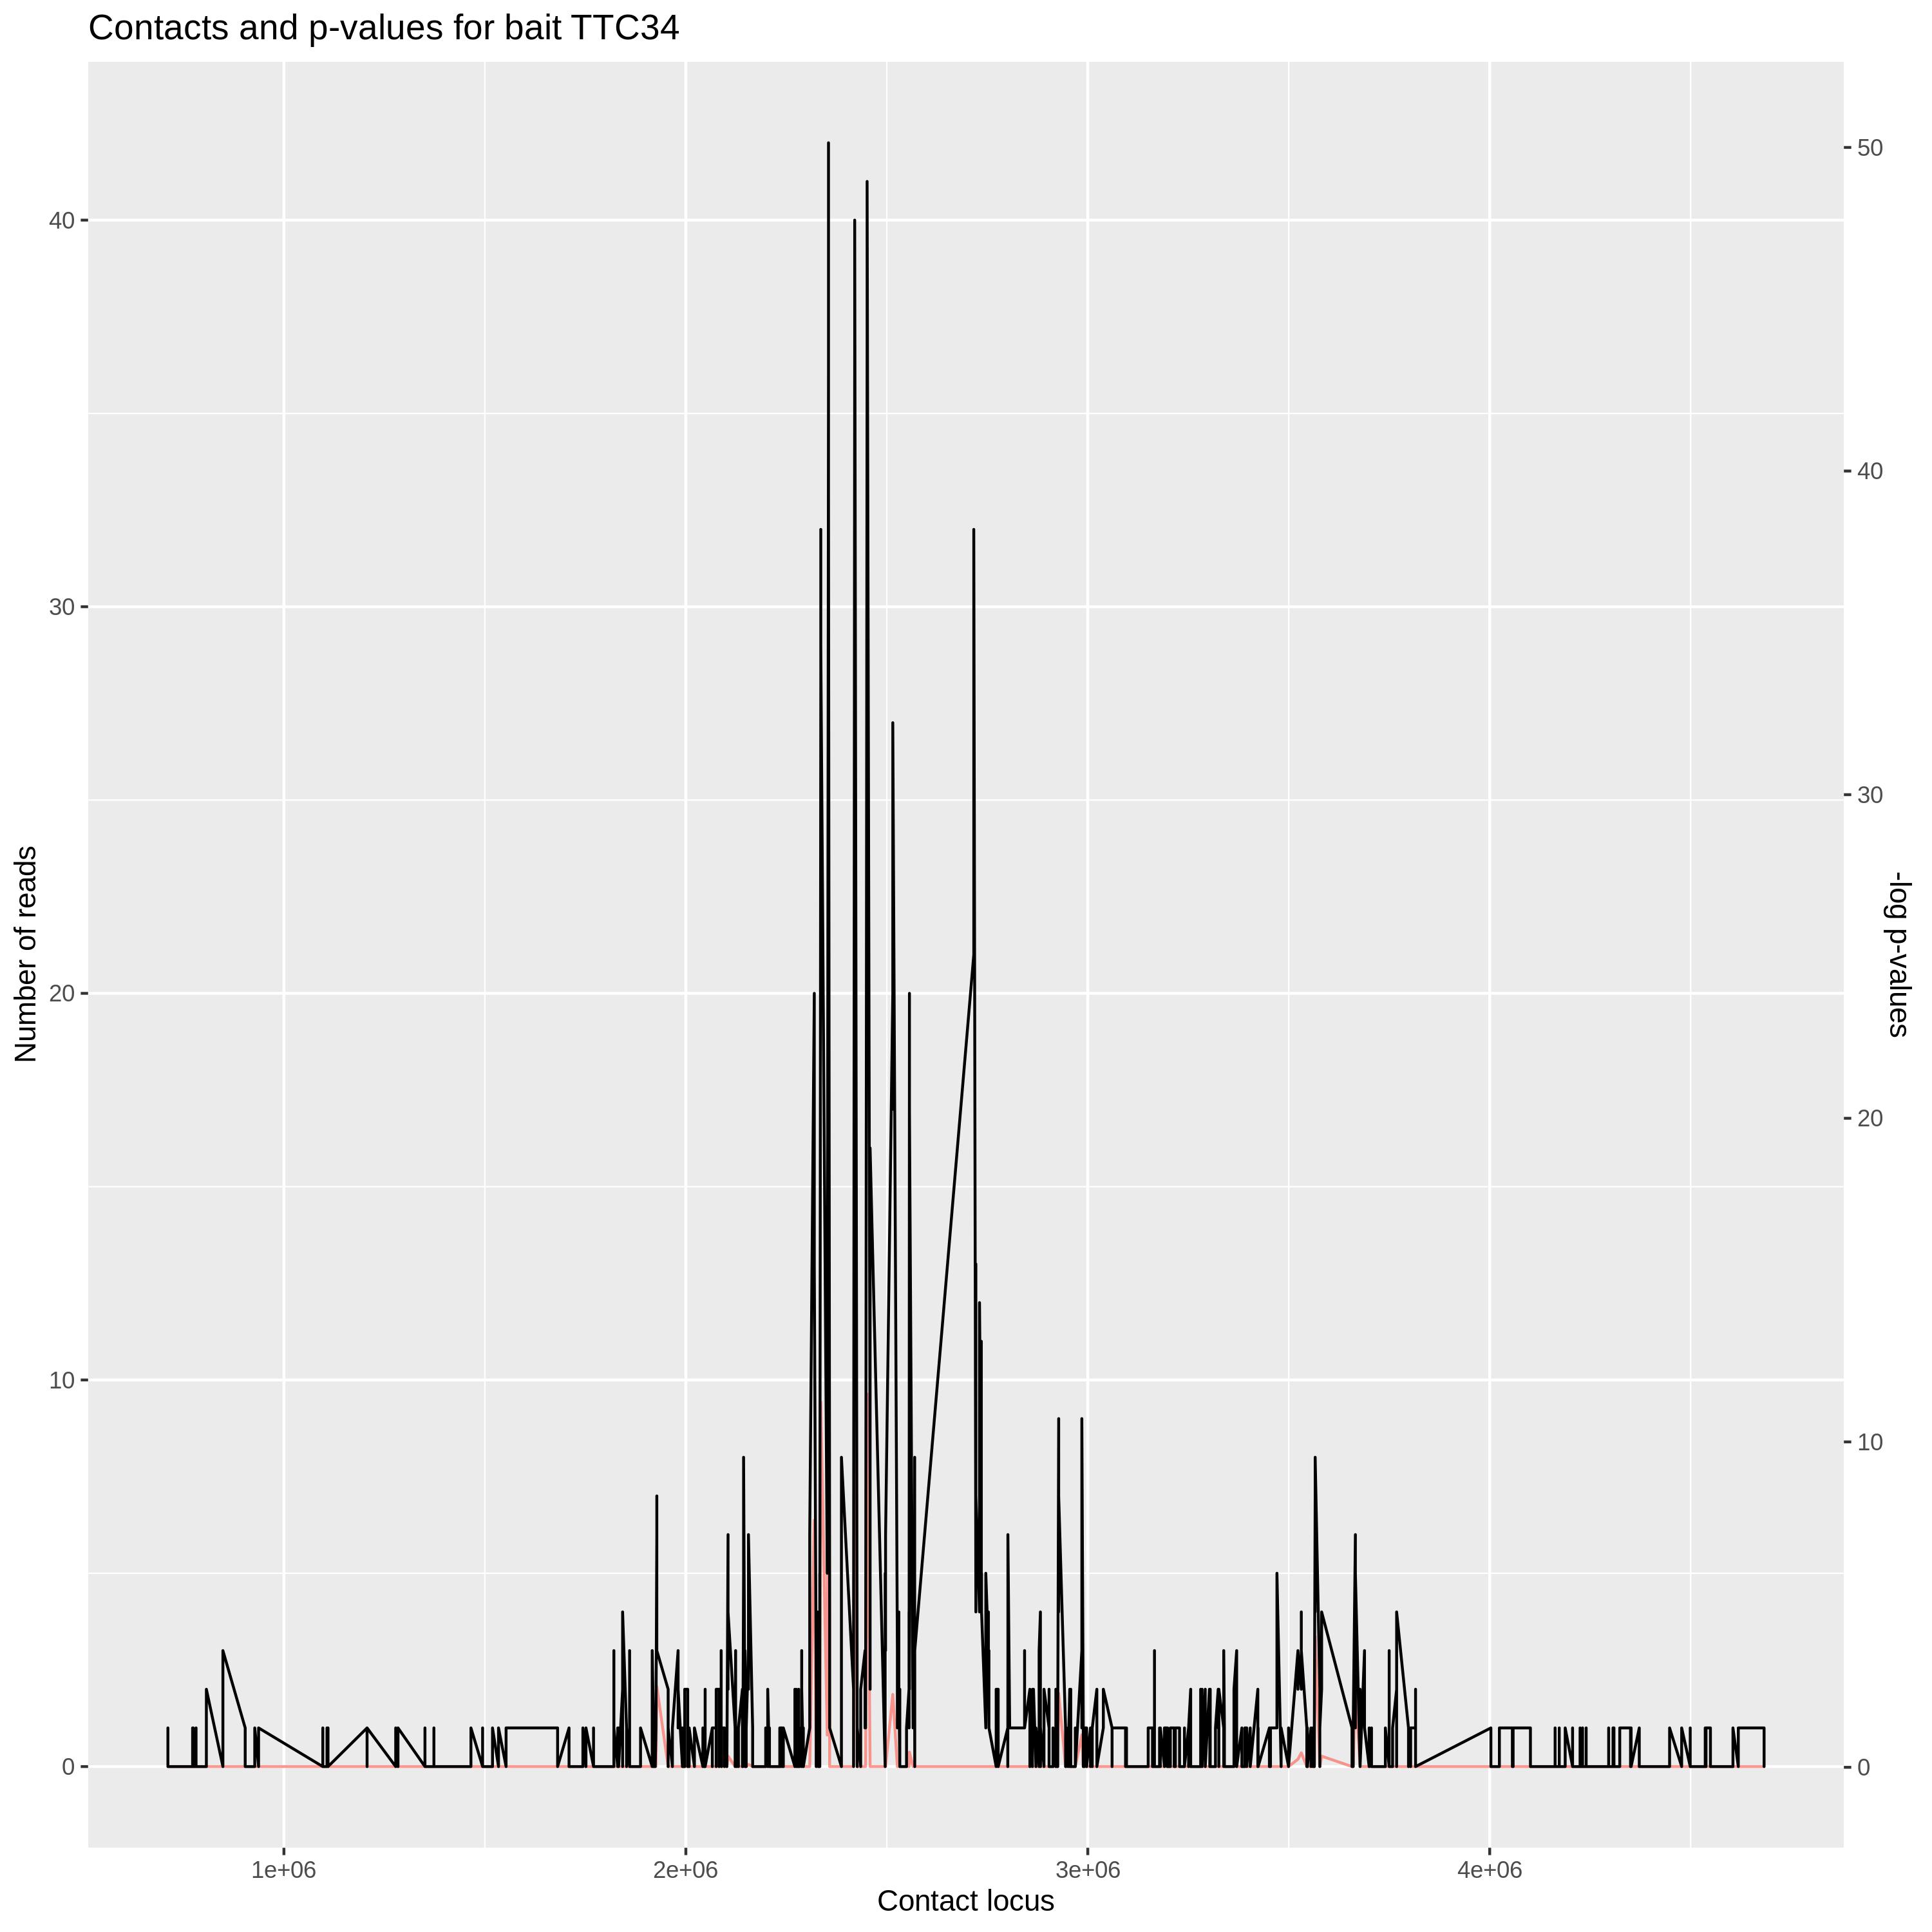 Contacts and p-values for bait TTC34
Number of reads
40
30
20
10
0
50
40
30
20
10
0
-log p-values
1e+06
2e+06
3e+06
4e+06
Contact locus